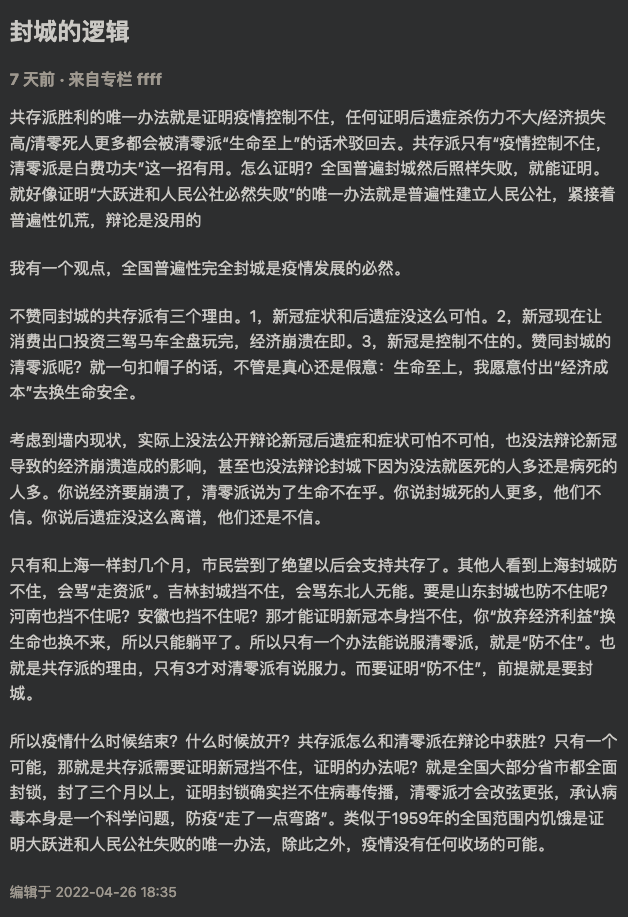 封城的逻辑
7 天前 · 来自专栏 ffff
共存派胜利的唯一办法就是证明疫情控制不住，任何证明后遗症杀伤力不大/经济损失
高/清零死人更多都会被清零派“生命至上”的话术驳回去。共存派只有“疫情控制不住，
清零派是白费功夫”这一招有用。怎么证明？全国普遍封城然后照样失败，就能证明。
就好像证明“大跃进和人民公社必然失败”的唯一办法就是普遍性建立人民公社，紧接着
普遍性饥荒，辩论是没用的
我有一个观点，全国普遍性完全封城是疫情发展的必然。
不赞同封城的共存派有三个理由。1，新冠症状和后遗症没这么可怕。2，新冠现在让
消费出口投资三驾马车全盘玩完，经济崩溃在即。3，新冠是控制不住的。赞同封城的
清零派呢？就一句扣帽子的话，不管是真心还是假意：生命至上，我愿意付出“经济成
本”去换生命安全。
考虑到墙内现状，实际上没法公开辩论新冠后遗症和症状可怕不可怕，也没法辩论新冠
导致的经济崩溃造成的影响，甚至也没法辩论封城下因为没法就医死的人多还是病死的
人多。你说经济要崩溃了，清零派说为了生命不在乎。你说封城死的人更多，他们不
信。你说后遗症没这么离谱，他们还是不信。
只有和上海一样封几个月，市民尝到了绝望以后会支持共存了。其他人看到上海封城防
不住，会骂“走资派”。吉林封城挡不住，会骂东北人无能。要是山东封城也防不住呢？
河南也挡不住呢？安徽也挡不住呢？那才能证明新冠本身挡不住，你“放弃经济利益”换
生命也换不来，所以只能躺平了。所以只有一个办法能说服清零派，就是“防不住”。也
就是共存派的理由，只有3才对清零派有说服力。而要证明“防不住”，前提就是要封
城。
所以疫情什么时候结束？什么时候放开？共存派怎么和清零派在辩论中获胜？只有一个
可能，那就是共存派需要证明新冠挡不住，证明的办法呢？就是全国大部分省市都全面
封锁，封了三个月以上，证明封锁确实拦不住病毒传播，清零派才会改弦更张，承认病
毒本身是一个科学问题，防疫“走了一点弯路”。类似于1959年的全国范围内饥饿是证
明大跃进和人民公社失败的唯一办法，除此之外，疫情没有任何收场的可能。
编辑于 2022-04-26 18:35